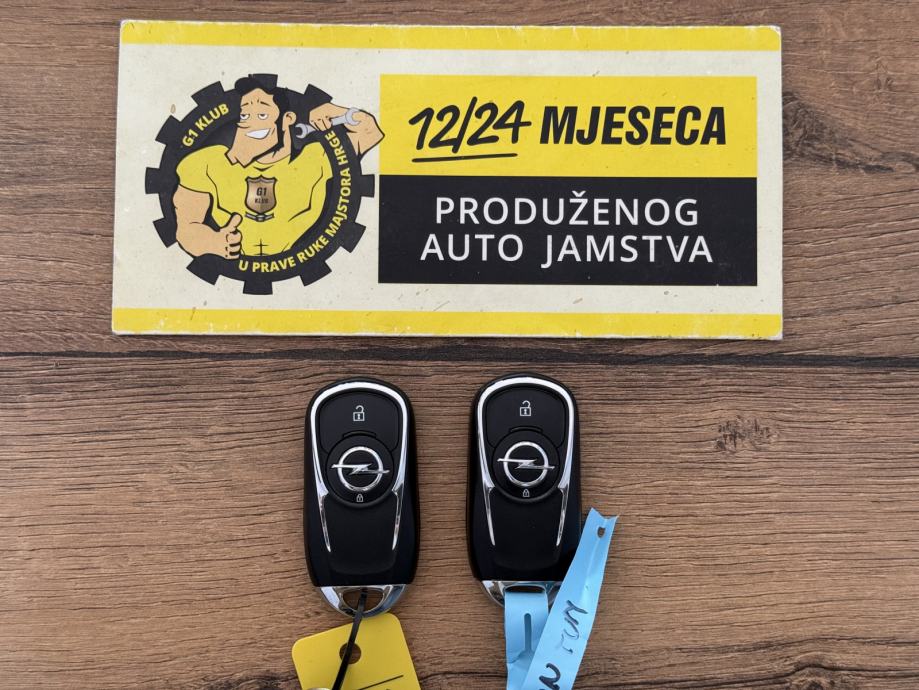 G1 KLUB
U PRAVE RUKE MAJSTORA HRGE
G1
KLUB
12/24 MJESECA
PRODUŽENOG
AUTO JAMSTVA